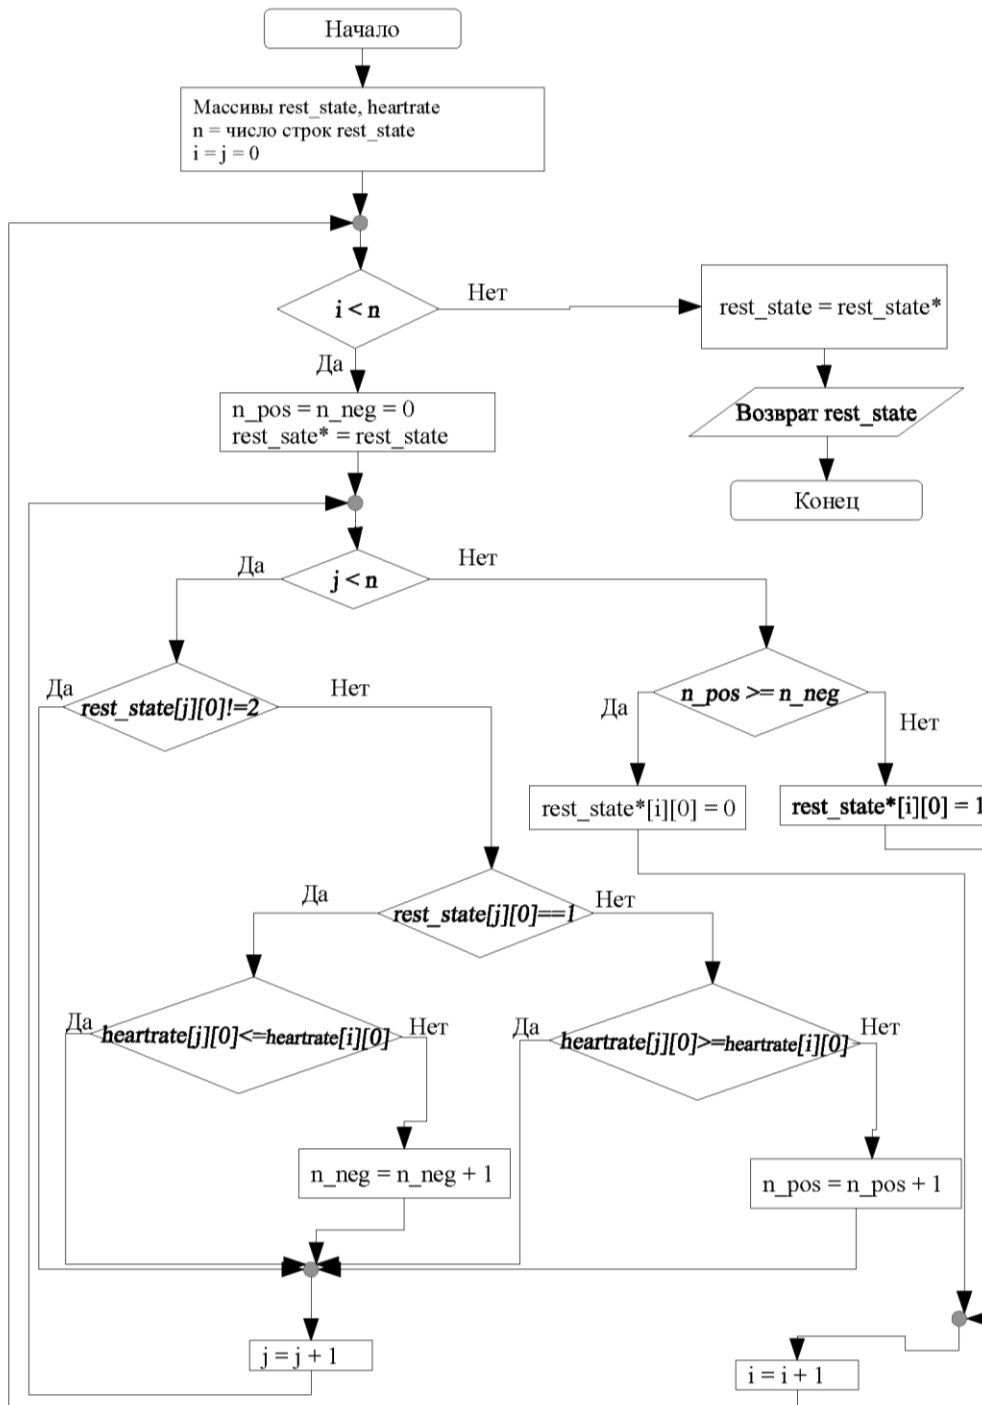 Начало
Массивы rest_state, heartrate
n = число строк rest_state
i = j = 0
i < n
Нет
Да
rest_state = rest_state*
Возврат rest_state
Конец
n_pos = n_neg = 0
rest_sate* = rest_state
j < n
Да
Нет
rest_state[j][0]!=2
Да
Нет
n_pos >= n_neg
Да
Нет
rest_state*[i][0] = 0
rest_state*[i][0] = 1
rest_state[j][0]==1
Да
Нет
heartrate[j][0]<=heartrate[i][0]
Да
Нет
heartrate[j][0]>=heartrate[i][0]
Да
Нет
n_neg = n_neg + 1
n_pos = n_pos + 1
j = j + 1
i = i + 1